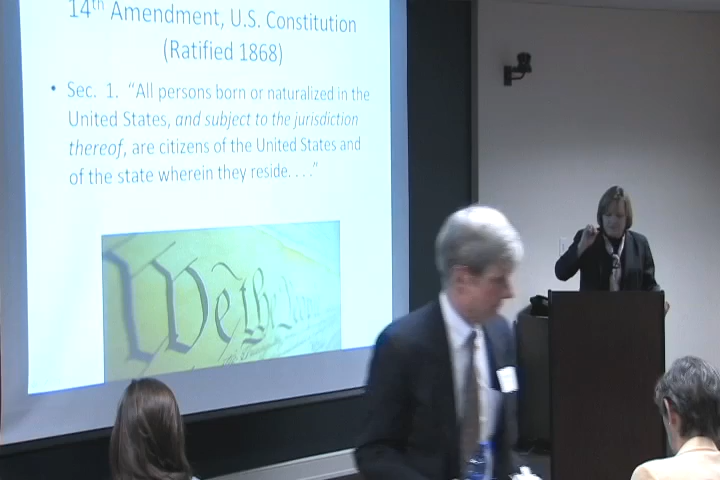 14th Amendment, U.S. Constitution
(Ratified 1868)
• Sec. 1. “All persons born or naturalized in the
United States, and subject to the jurisdiction
thereof, are citizens of the United States and
of the state wherein they reside. . . .”
We the People